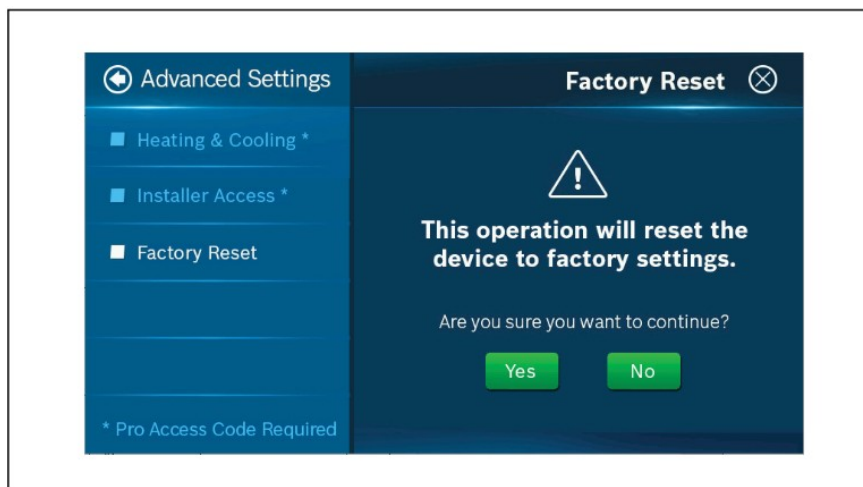 Advanced Settings
Heating & Cooling *
Installer Access *
Factory Reset
* Pro Access Code Required
Factory Reset
This operation will reset the
device to factory settings.
Are you sure you want to continue?
Yes
No